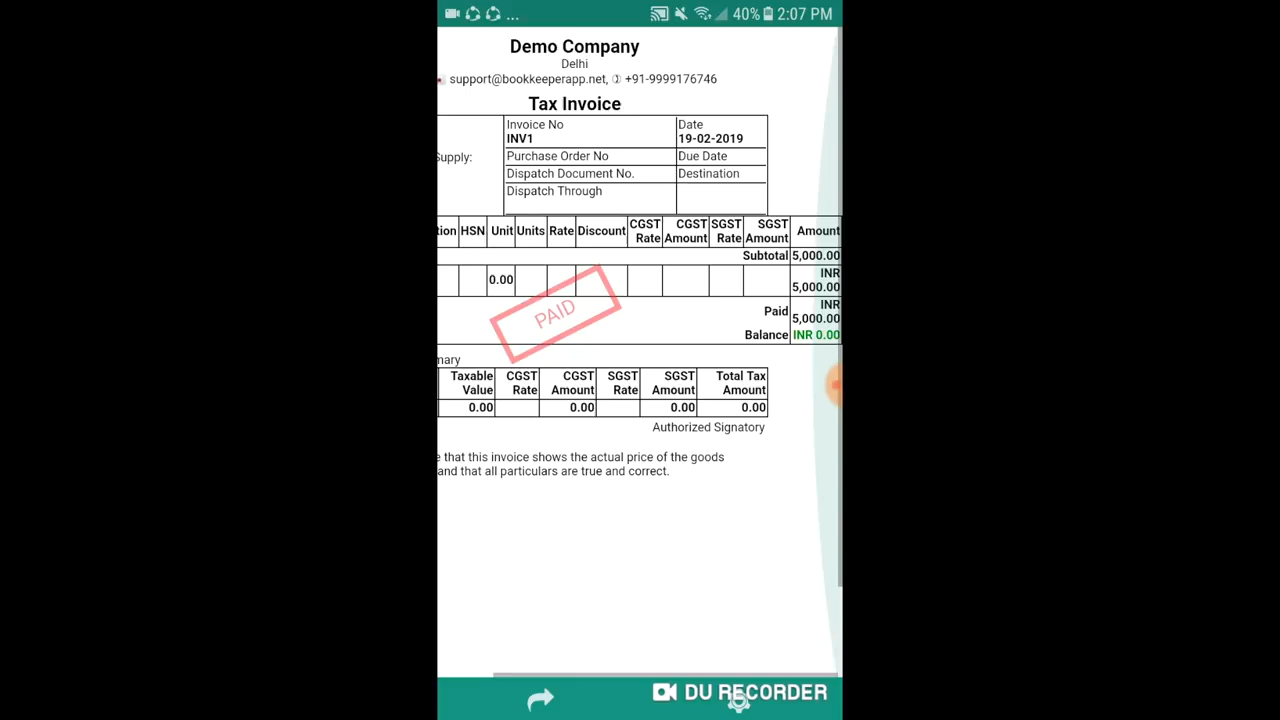 ... 40% 2:07 PM
Demo Company
Delhi
support@bookkeeperapp.net, ✆ +91-9999176746
Tax Invoice
Invoice No Date
INV1 19-02-2019
Supply:
Purchase Order No Due Date
Dispatch Document No. Destination
Dispatch Through
tion HSN Unit Units Rate Discount CGST Rate CGST Amount SGST Rate SGST Amount Amount
Subtotal 5,000.00
0.00 INR 5,000.00
PAID
Paid INR 5,000.00
Balance INR 0.00
mary
Taxable Value CGST Rate CGST Amount SGST Rate SGST Amount Total Tax Amount
0.00 0.00 0.00 0.00
Authorized Signatory
e that this invoice shows the actual price of the goods
and that all particulars are true and correct.
DU RECORDER